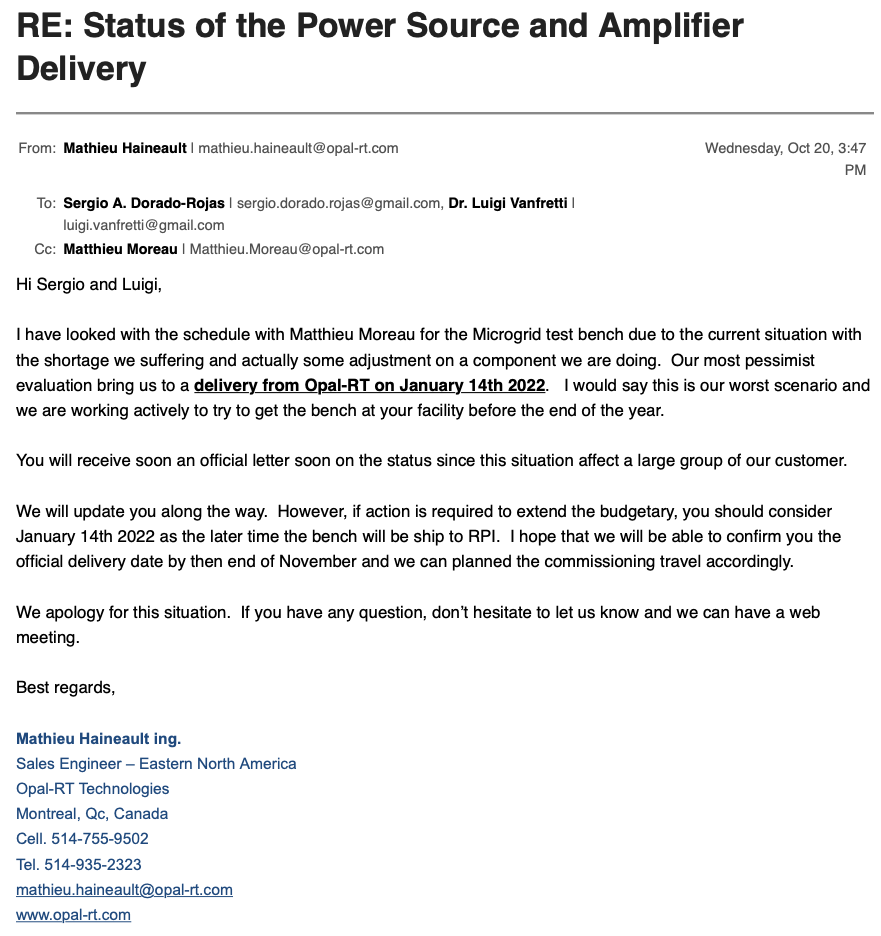 RE: Status of the Power Source and Amplifier
Delivery
From: Mathieu Haineault | mathieu.haineault@opal-rt.com
Wednesday, Oct 20, 3:47
PM
To: Sergio A. Dorado-Rojas | sergio.dorado.rojas@gmail.com, Dr. Luigi Vanfretti |
luigi.vanfretti@gmail.com
Cc: Matthieu Moreau | Matthieu.Moreau@opal-rt.com
Hi Sergio and Luigi,
I have looked with the schedule with Matthieu Moreau for the Microgrid test bench due to the current situation with
the shortage we suffering and actually some adjustment on a component we are doing.  Our most pessimist
evaluation bring us to a delivery from Opal-RT on January 14th 2022.   I would say this is our worst scenario and
we are working actively to try to get the bench at your facility before the end of the year.
You will receive soon an official letter soon on the status since this situation affect a large group of our customer.
We will update you along the way.  However, if action is required to extend the budgetary, you should consider
January 14th 2022 as the later time the bench will be ship to RPI.  I hope that we will be able to confirm you the
official delivery date by then end of November and we can planned the commissioning travel accordingly.
We apology for this situation.  If you have any question, don’t hesitate to let us know and we can have a web
meeting.
Best regards,
Mathieu Haineault ing.
Sales Engineer – Eastern North America
Opal-RT Technologies
Montreal, Qc, Canada
Cell. 514-755-9502
Tel. 514-935-2323
mathieu.haineault@opal-rt.com
www.opal-rt.com